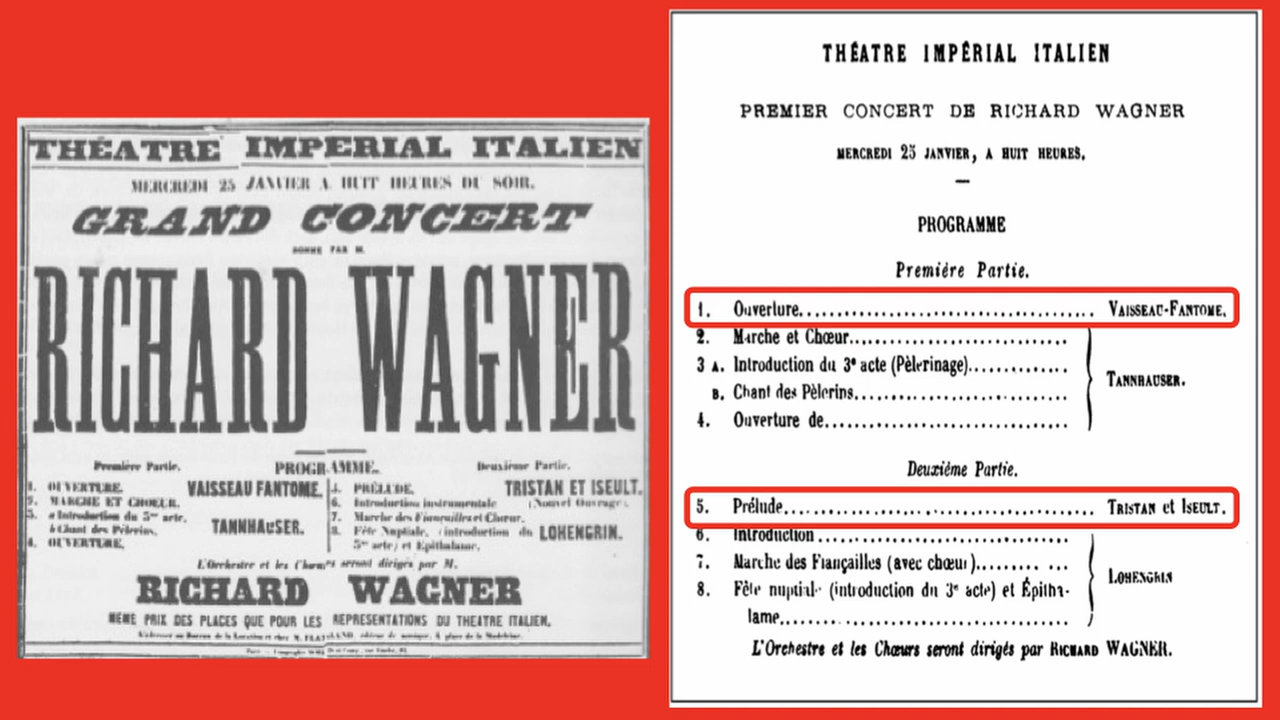 THÉATRE IMPERIAL ITALIEN
MERCREDI 25 JANVIER A HUIT HEURES DU SOIR.
GRAND CONCERT
DONNÉ PAR M.
RICHARD WAGNER
PROGRAMME.
Première Partie.
1. OUVERTURE. VAISSEAU FANTOME.
2. MARCHE ET CHOEUR.
3. a Introduction du 3me acte.
b Chant des Pèlerins. TANNHAUSER.
4. OUVERTURE.
Deuxième Partie.
PRÉLUDE. TRISTAN ET ISEULT.
6. Introduction instrumentale (Nouvel Ouvrage)
7. Marche des Fiançailles et Chœur.
8. Fête Nuptiale, (introduction du LOHENGRIN.
3me acte) et Epithalame.
L'Orchestre et les Chœurs seront dirigés par M.
RICHARD WAGNER
MEME PRIX DES PLACES QUE POUR LES REPRESENTATIONS DU THEATRE ITALIEN.
THÉATRE IMPÉRIAL ITALIEN
PREMIER CONCERT DE RICHARD WAGNER
MERCREDI 25 JANVIER, A HUIT HEURES.
PROGRAMME
Première Partie.
1. Ouverture........ VAISSEAU-FANTOME.
2. Marche et Chœur........
3 A. Introduction du 3e acte (Pèlerinage)........
B. Chant des Pèlerins........ TANNHAUSER.
4. Ouverture de........
Deuxième Partie.
5. Prélude........ TRISTAN et ISEULT.
6. Introduction ........
7. Marche des Fiançailles (avec chœur)........ LOHENGRIN
8. Fête nuptiale (introduction du 3e acte) et Épitha-
lame........
L'Orchestre et les Chœurs seront dirigés par RICHARD WAGNER.